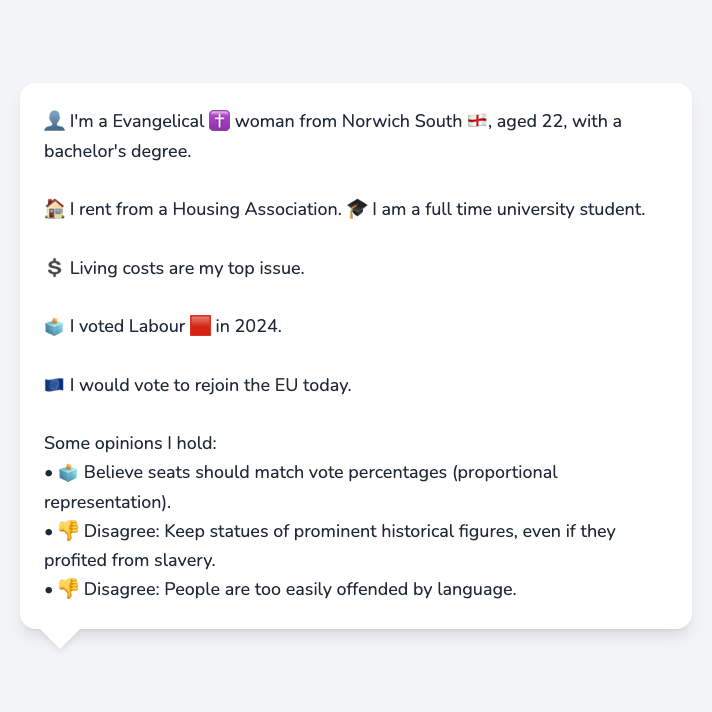 👤 I'm a Evangelical ✝️ woman from Norwich South 🏴󠁧󠁢󠁥󠁮󠁧󠁿, aged 22, with a
bachelor's degree.
🏠 I rent from a Housing Association. 🎓 I am a full time university student.
💲 Living costs are my top issue.
🗳️ I voted Labour 🟥 in 2024.
🇪🇺 I would vote to rejoin the EU today.
Some opinions I hold:
• 🗳️ Believe seats should match vote percentages (proportional
representation).
• 👎 Disagree: Keep statues of prominent historical figures, even if they
profited from slavery.
• 👎 Disagree: People are too easily offended by language.